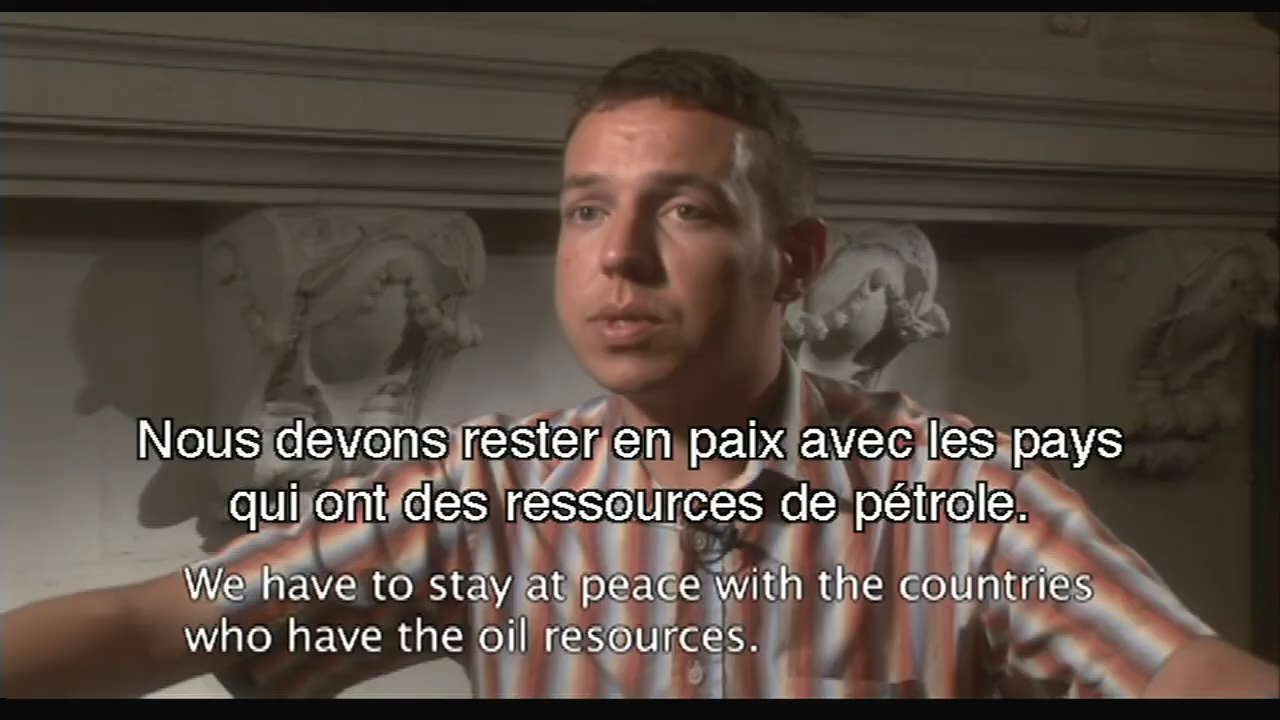 Nous devons rester en paix avec les pays
qui ont des ressources de pétrole.
We have to stay at peace with the countries
who have the oil resources.